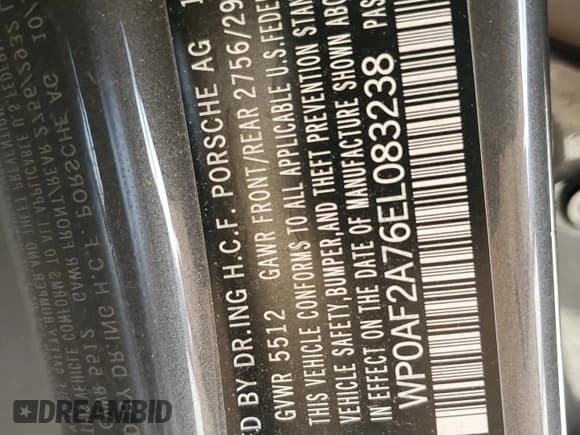 ED BY DR.ING H.C.F. PORSCHE AG 1
GVWR 5512 GAWR FRONT/REAR 2756/29
THIS VEHICLE CONFORMS TO ALL APPLICABLE U.S. FEDE
VEHICLE SAFETY, BUMPER, AND THEFT PREVENTION STAN
IN EFFECT ON THE DATE OF MANUFACTURE SHOWN ABO
WP0AF2A76EL083238 PAS
DREAMBID